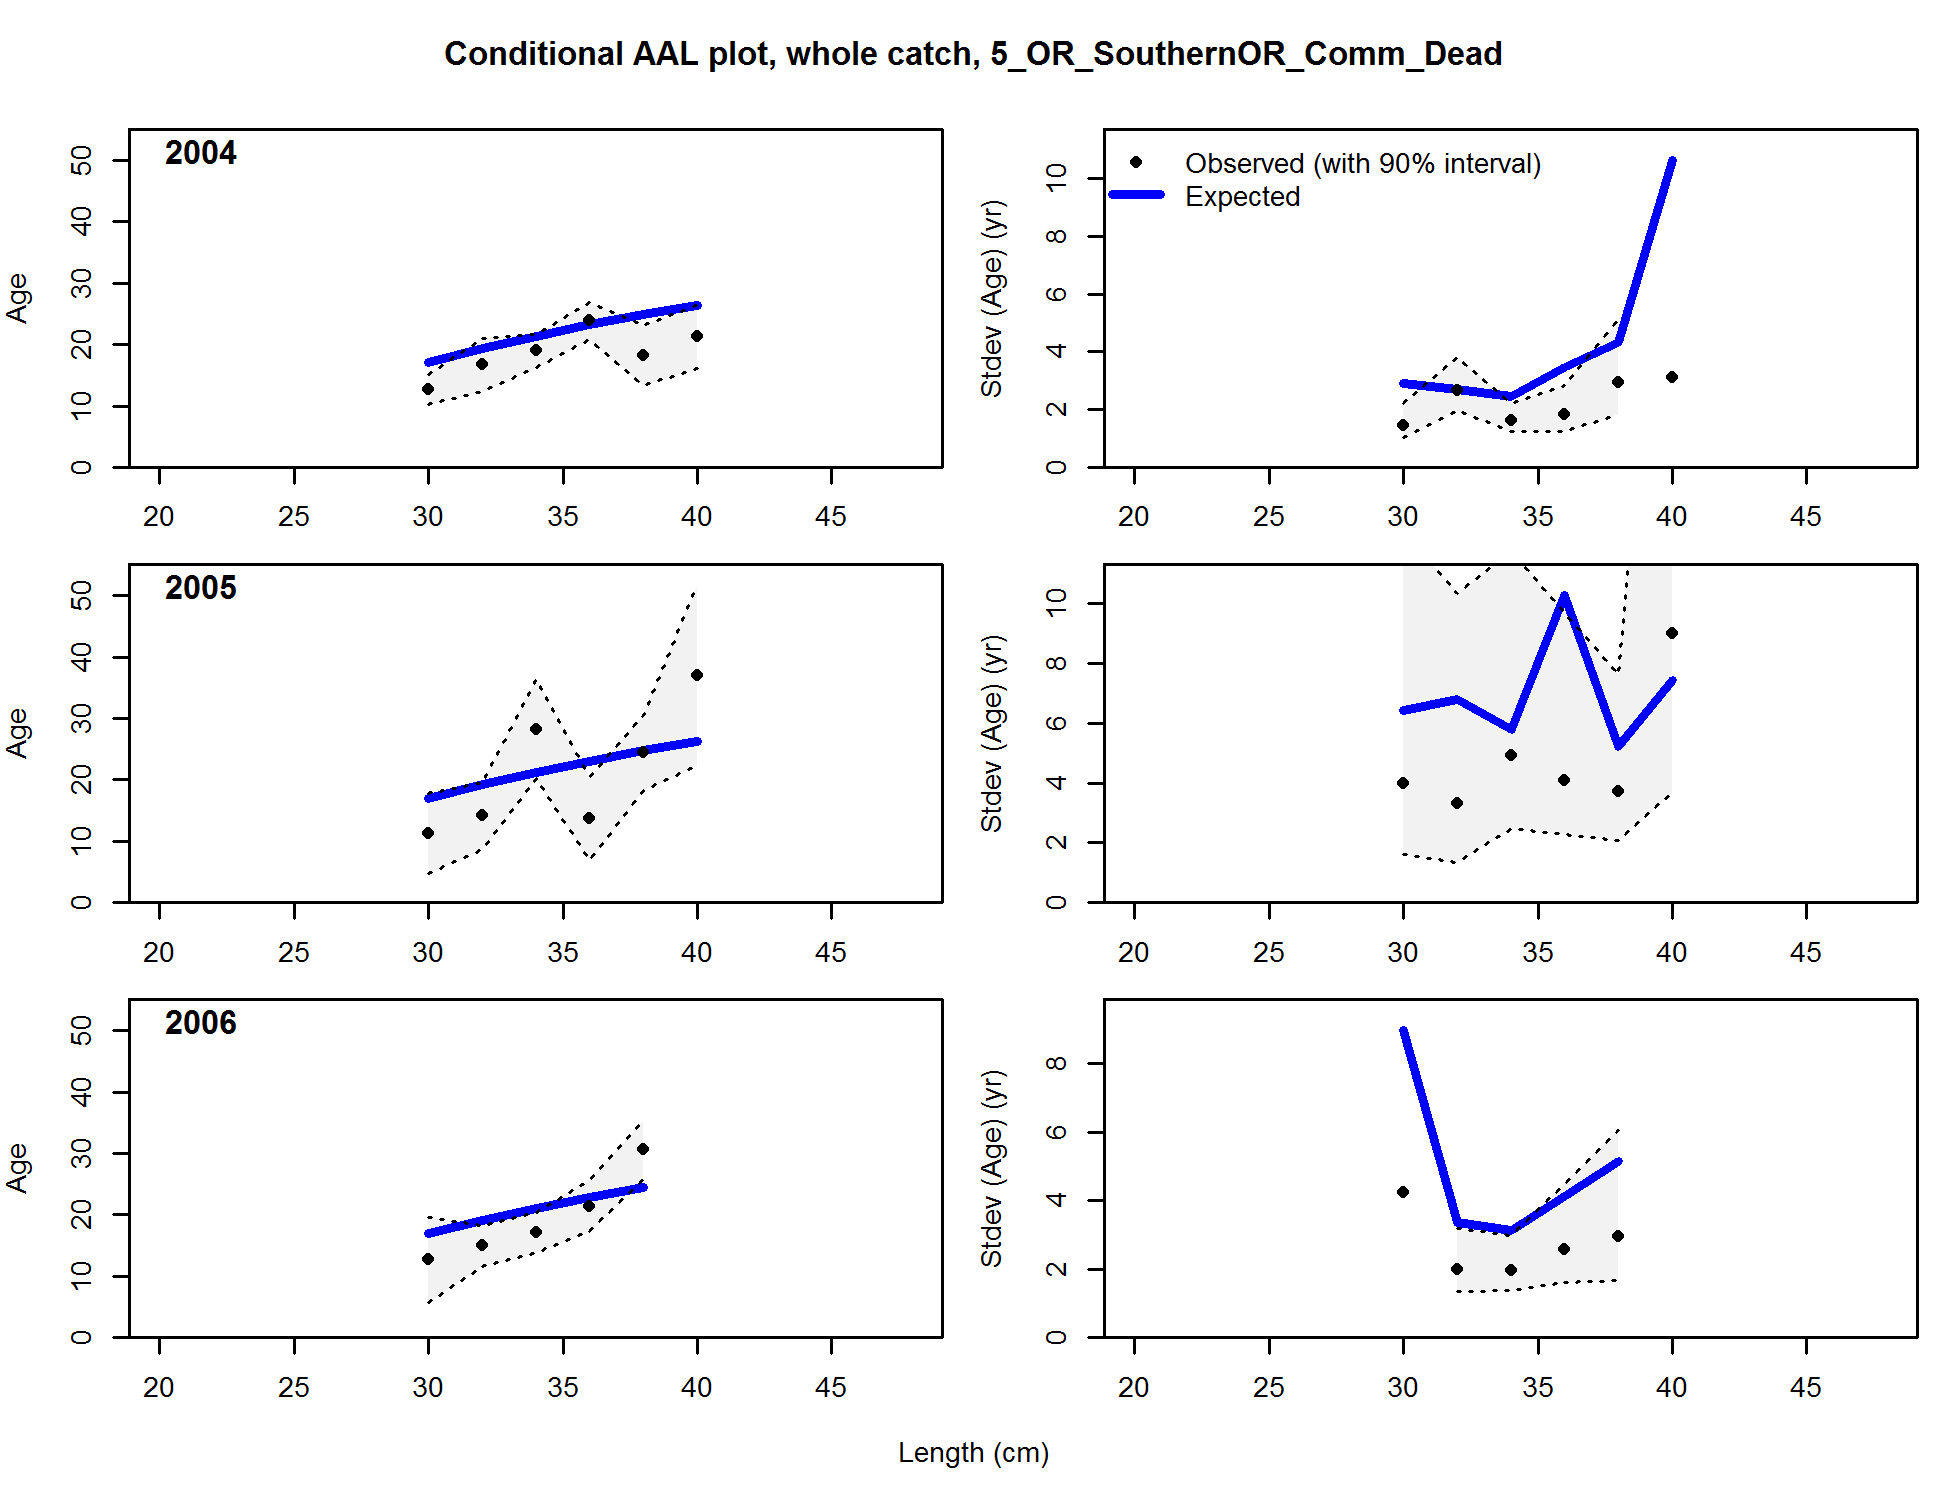 Conditional AAL plot, whole catch, 5_OR_SouthernOR_Comm_Dead
2004
Age
0 10 20 30 40 50
20 25 30 35 40 45
Observed (with 90% interval)
Expected
Stdev (Age) (yr)
0 2 4 6 8 10
20 25 30 35 40 45
2005
Age
0 10 20 30 40 50
20 25 30 35 40 45
Stdev (Age) (yr)
0 2 4 6 8 10
20 25 30 35 40 45
2006
Age
0 10 20 30 40 50
20 25 30 35 40 45
Stdev (Age) (yr)
0 2 4 6 8
20 25 30 35 40 45
Length (cm)